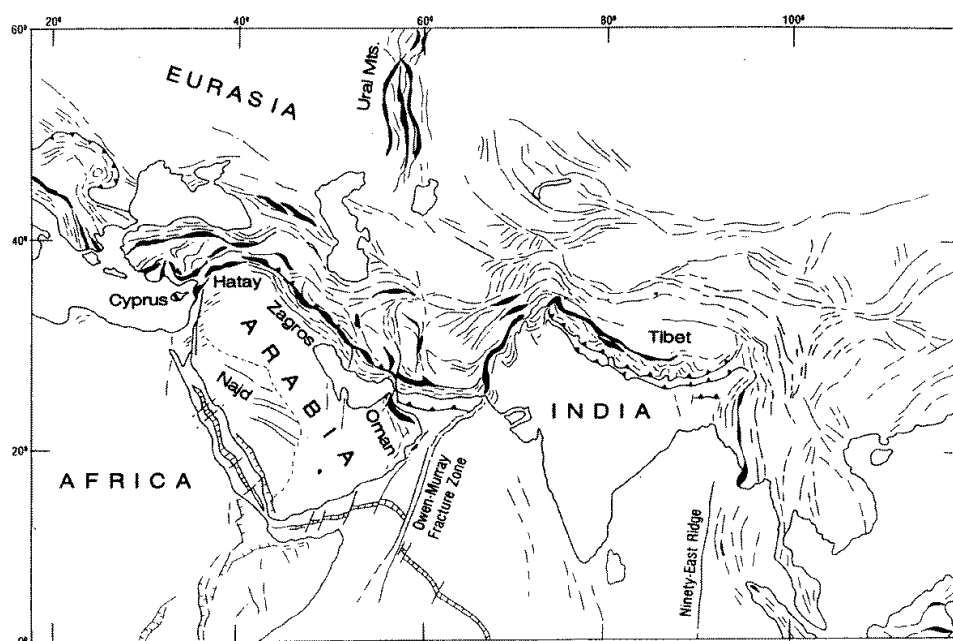 20° 40° 60° 80° 100°
60°
EURASIA
Ural Mts.
40°
Hatay
Cyprus
Zagros
Tibet
ARABIA
Najd
INDIA
Oman
20°
AFRICA
Owen-Murray
Fracture Zone
Ninety-East Ridge
0°